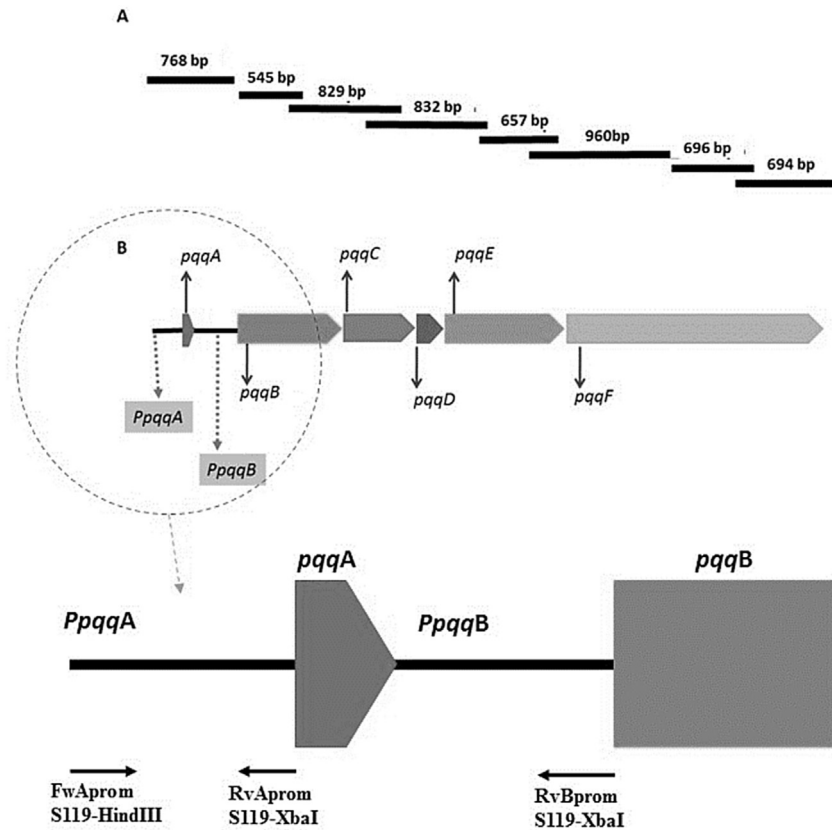 A
768 bp
545 bp
829 bp
832 bp
657 bp
960bp
696 bp
694 bp
B
pqqA
pqqC
pqqE
pqqB
pqqD
pqqF
PpqqA
PpqqB
pqqA
pqqB
PpqqA
PpqqB
FwAprom
S119-HindIII
RvAprom
S119-XbaI
RvBprom
S119-XbaI